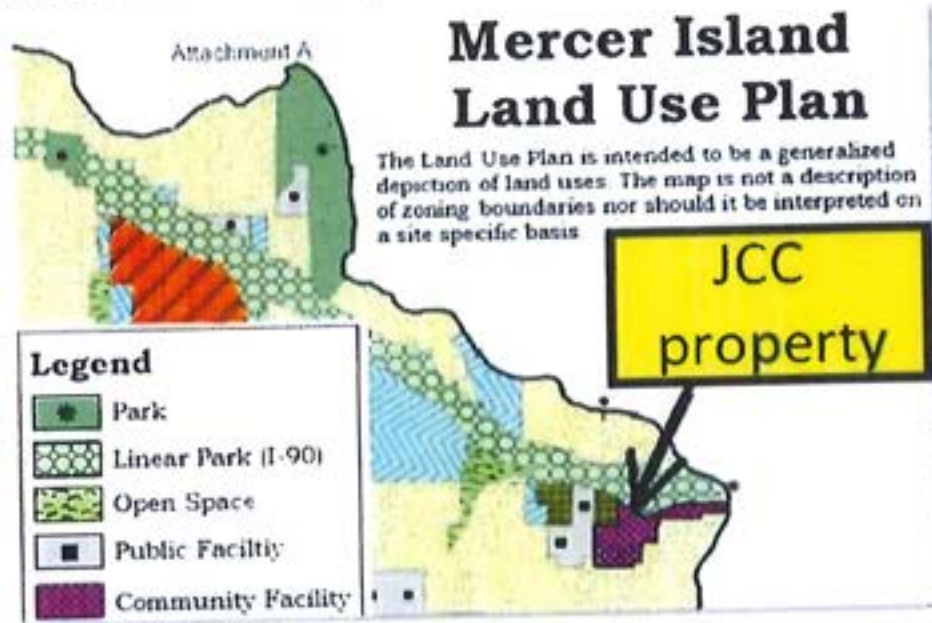 Attachment A
Mercer Island
Land Use Plan
The Land Use Plan is intended to be a generalized
depiction of land uses The map is not a description
of zoning boundaries nor should it be interpreted on
a site specific basis
JCC
property
Legend
Park
Linear Park (I-90)
Open Space
Public Faciltiy
Community Facility